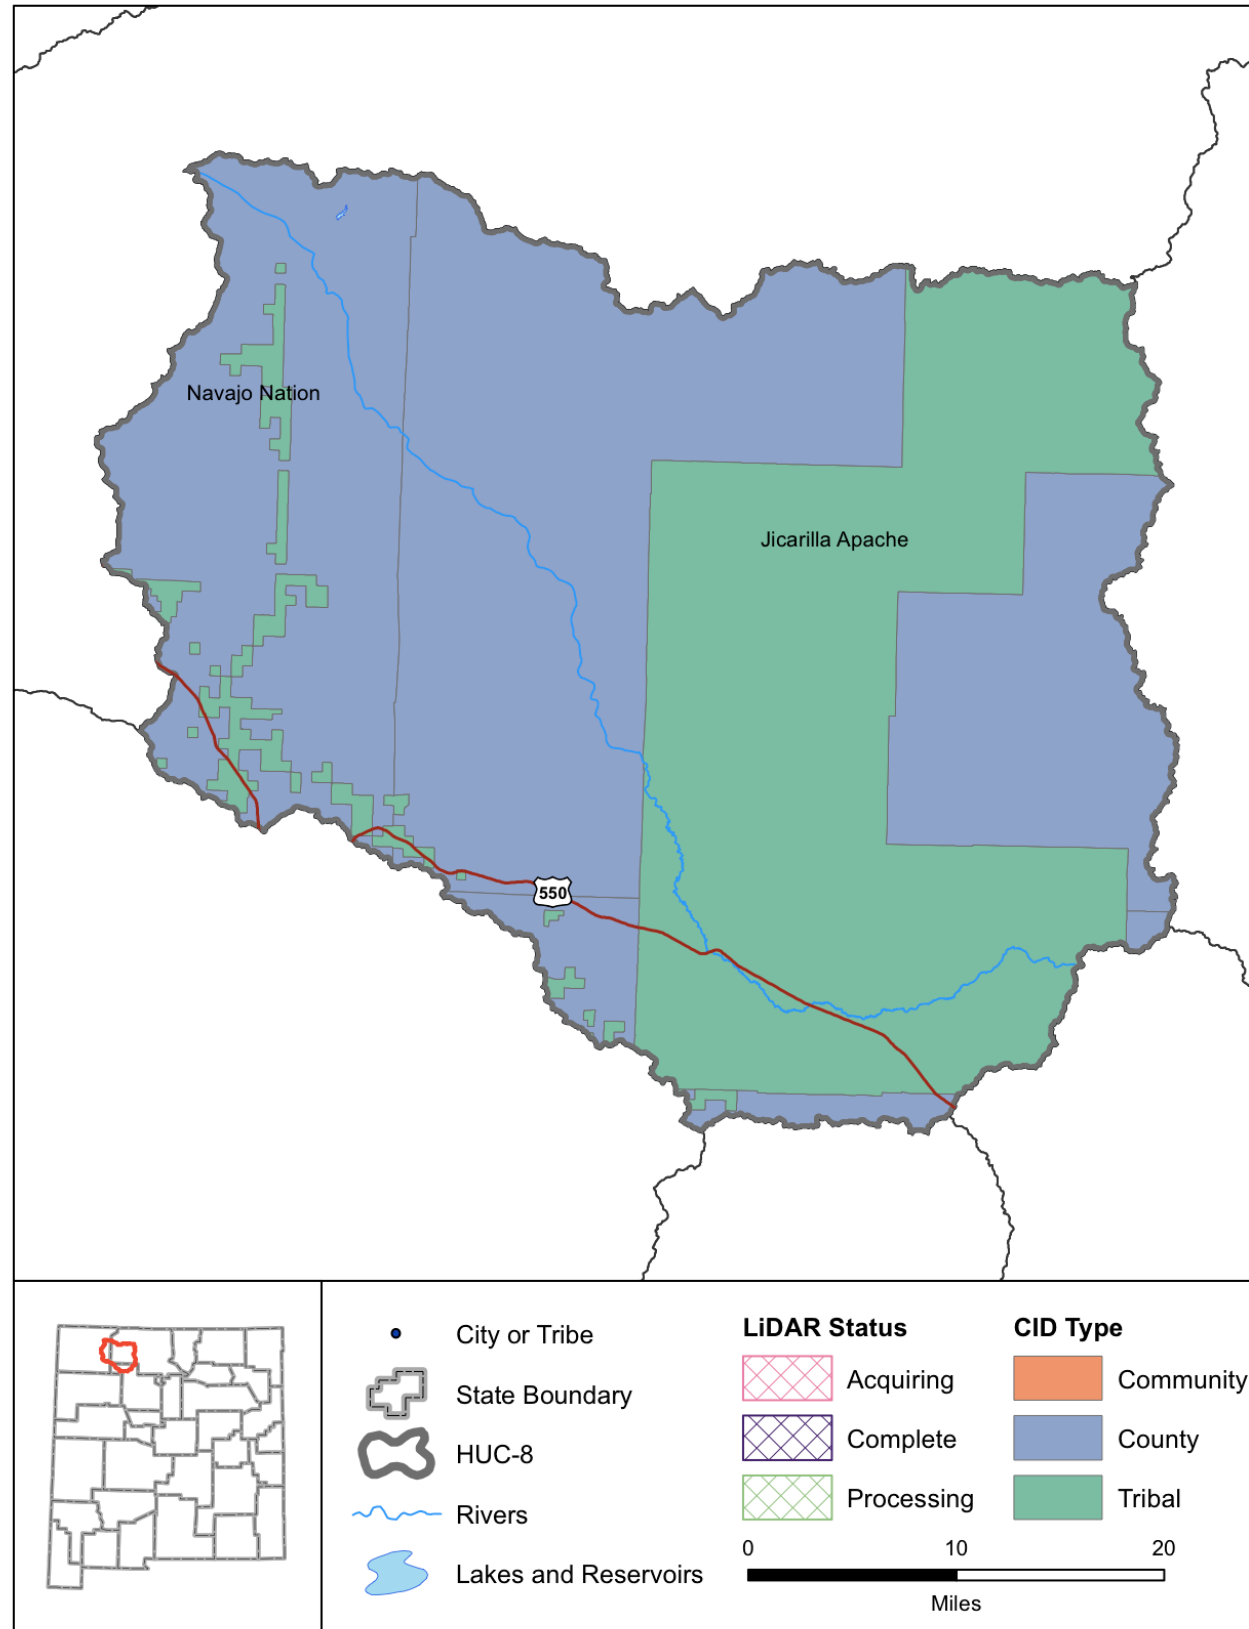 Navajo Nation
Jicarilla Apache
550
City or Tribe
State Boundary
HUC-8
Rivers
Lakes and Reservoirs
LiDAR Status
Acquiring
Complete
Processing
CID Type
Community
County
Tribal
0 10 20
Miles